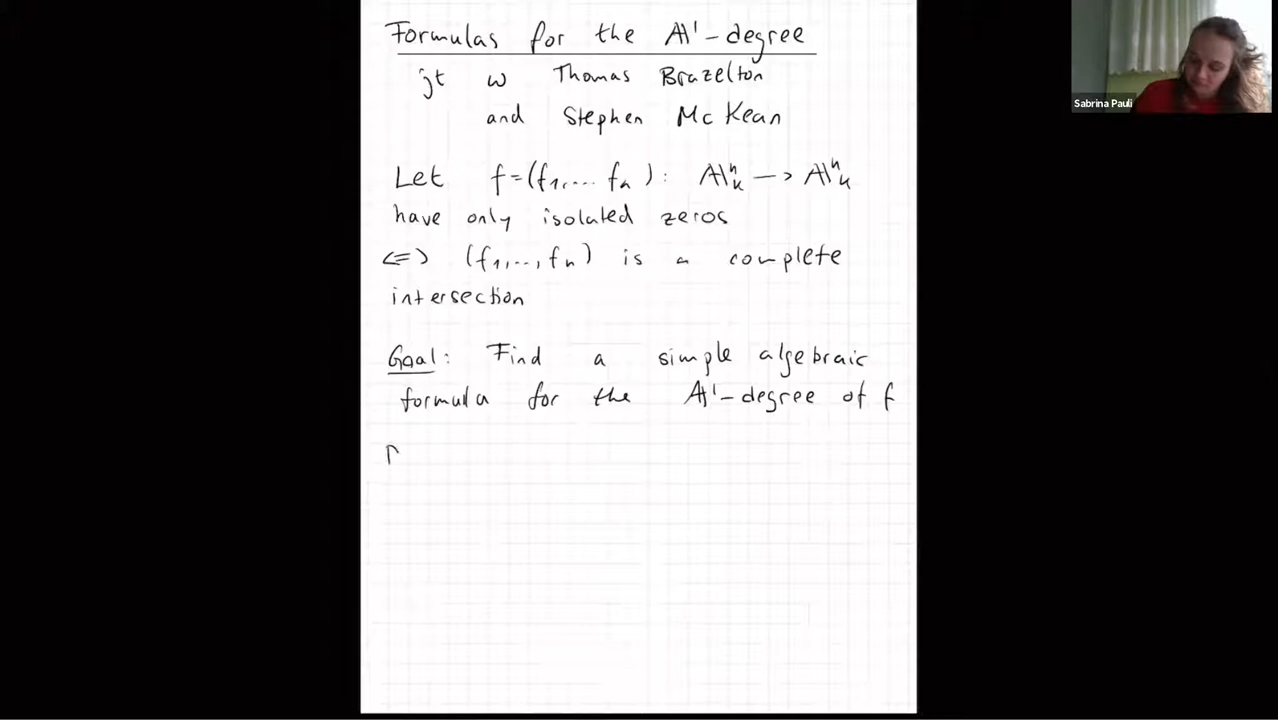 Formulas for the A¹-degree
jt w Thomas Brazelton
and Stephen McKean
Let f=(f₁,... fₙ): Aⁿₖ —> Aⁿₖ
have only isolated zeros
<=> (f₁,..,fₙ) is a complete
intersection
Goal: Find a simple algebraic
formula for the A¹-degree of f
Sabrina Pauli